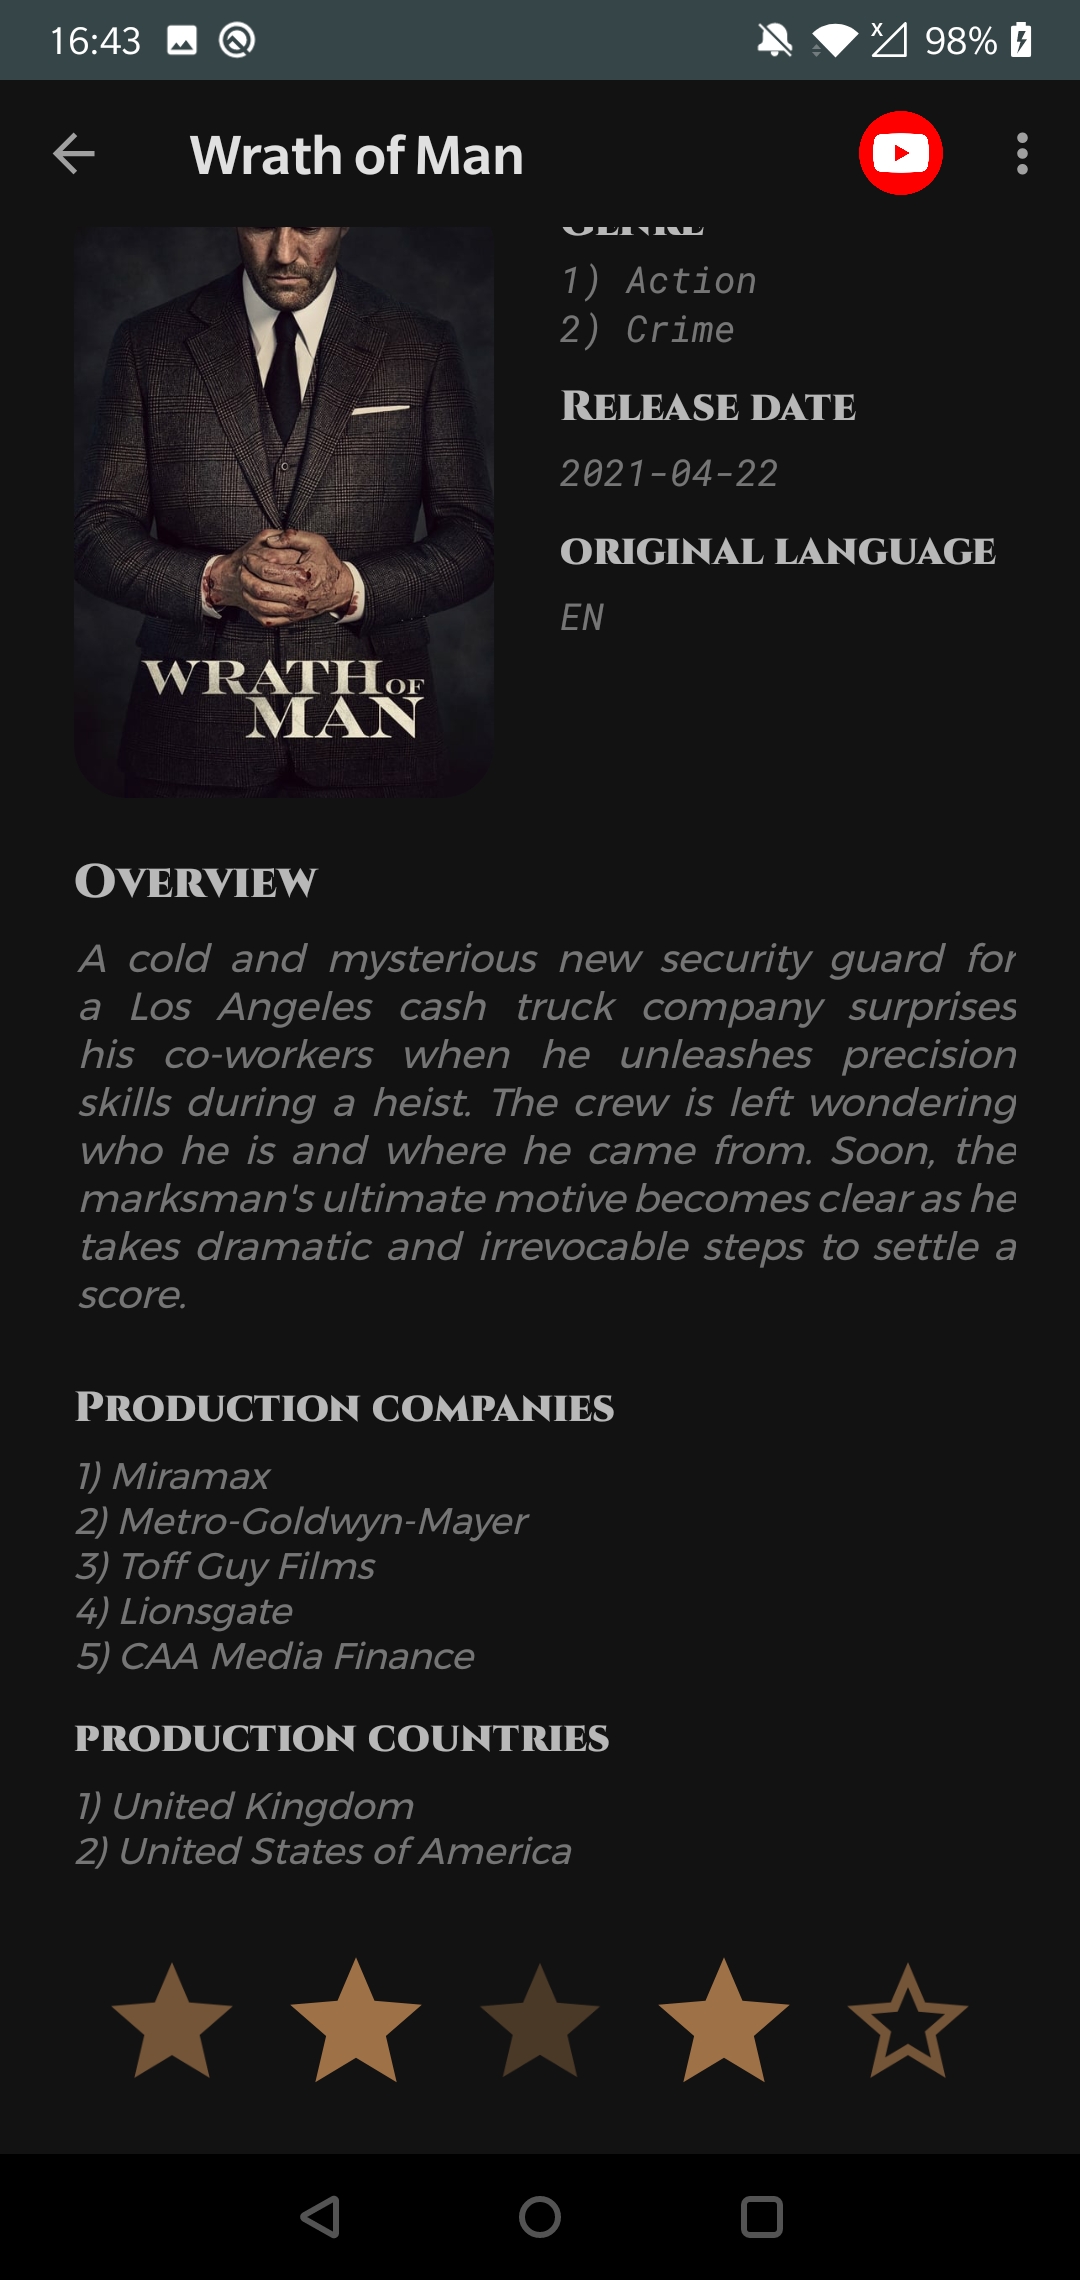 16:43
98%
Wrath of Man
GENRE
1) Action
2) Crime
RELEASE DATE
2021-04-22
ORIGINAL LANGUAGE
EN
WRATH OF
MAN
OVERVIEW
A cold and mysterious new security guard for
a Los Angeles cash truck company surprises
his co-workers when he unleashes precision
skills during a heist. The crew is left wondering
who he is and where he came from. Soon, the
marksman's ultimate motive becomes clear as he
takes dramatic and irrevocable steps to settle a
score.
PRODUCTION COMPANIES
1) Miramax
2) Metro-Goldwyn-Mayer
3) Toff Guy Films
4) Lionsgate
5) CAA Media Finance
PRODUCTION COUNTRIES
1) United Kingdom
2) United States of America